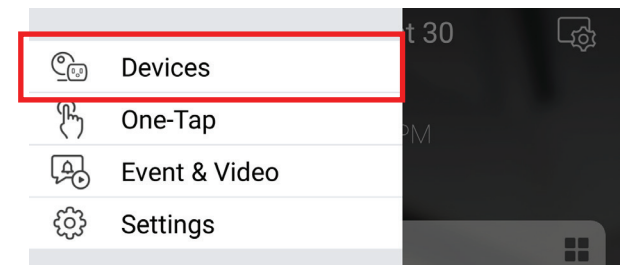 t 30
Devices
One-Tap
PM
Event & Video
Settings